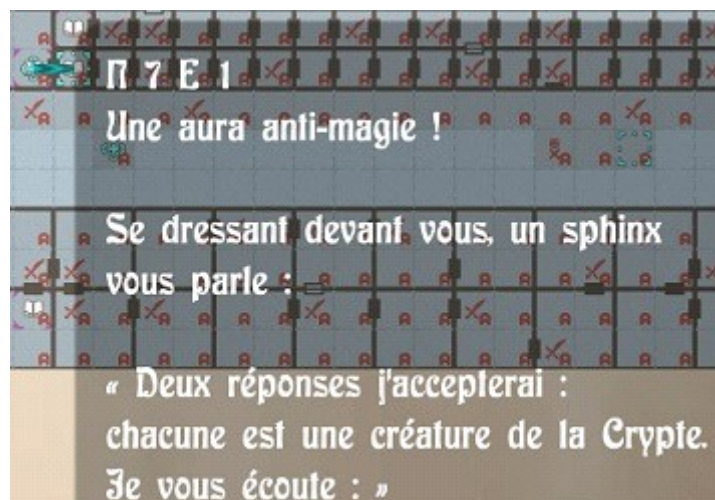 N 7 E 1
Une aura anti-magie !
Se dressant devant vous, un sphinx
vous parle :
« Deux réponses j'accepterai :
chacune est une créature de la Crypte.
Je vous écoute : »